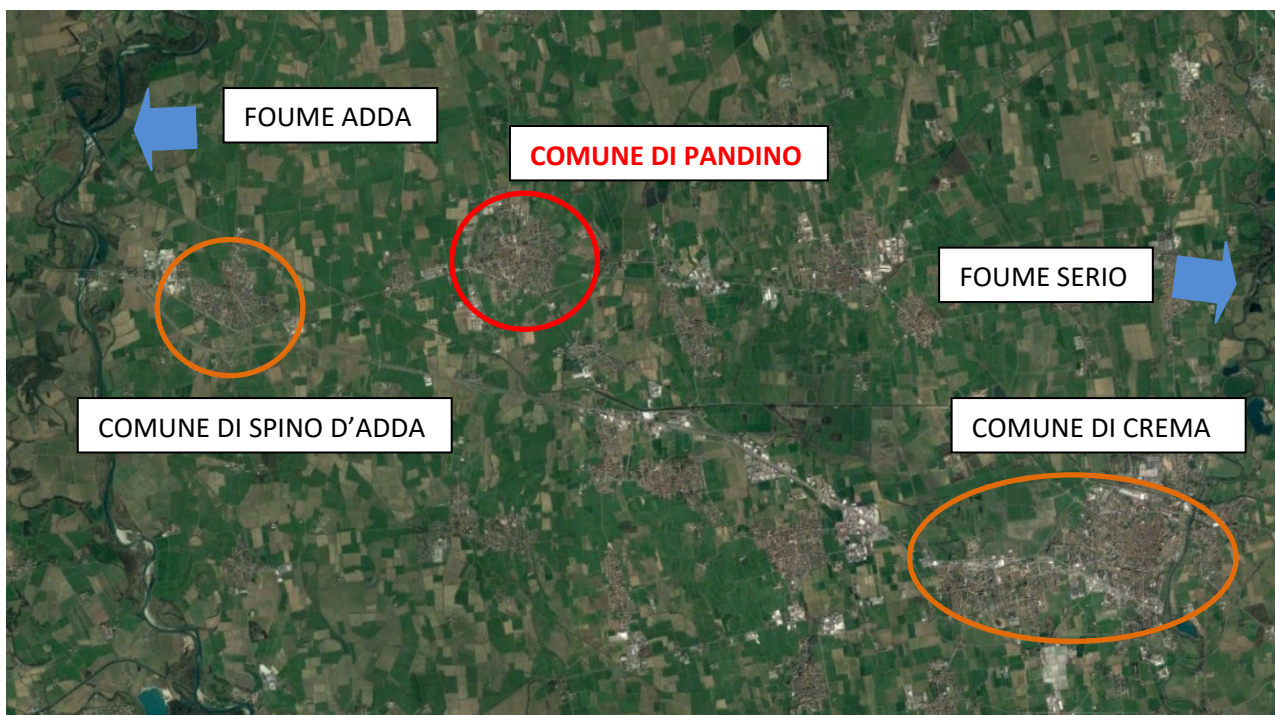 FOUME ADDA
COMUNE DI PANDINO
FOUME SERIO
COMUNE DI SPINO D’ADDA
COMUNE DI CREMA